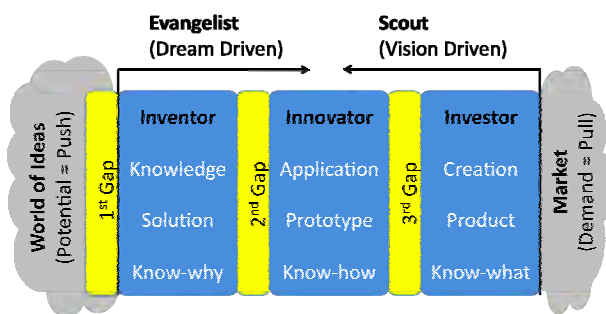 Evangelist
(Dream Driven)
Scout
(Vision Driven)
World of Ideas
(Potential = Push)
1st Gap
Inventor
Knowledge
Solution
Know-why
2nd Gap
Innovator
Application
Prototype
Know-how
3rd Gap
Investor
Creation
Product
Know-what
Market
(Demand = Pull)